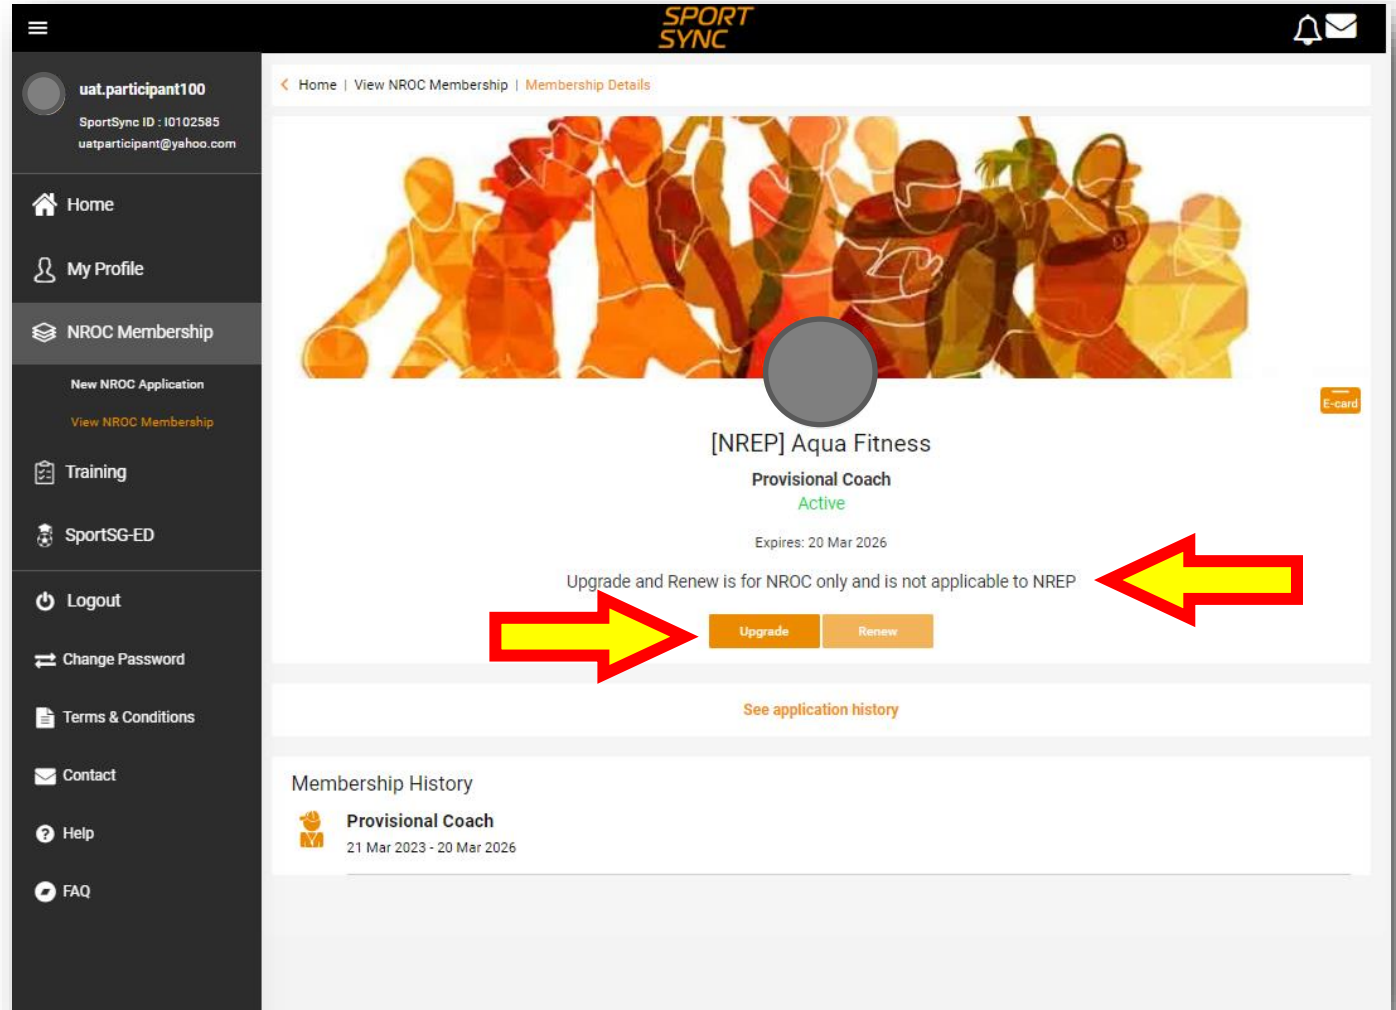 SPORT
SYNC
uat.participant100
SportSync ID : I0102585
uatparticipant@yahoo.com
Home
My Profile
NROC Membership
New NROC Application
View NROC Membership
Training
SportSG-ED
Logout
Change Password
Terms & Conditions
Contact
Help
FAQ
Home | View NROC Membership | Membership Details
E-card
[NREP] Aqua Fitness
Provisional Coach
Active
Expires: 20 Mar 2026
Upgrade and Renew is for NROC only and is not applicable to NREP
Upgrade Renew
See application history
Membership History
Provisional Coach
21 Mar 2023 - 20 Mar 2026